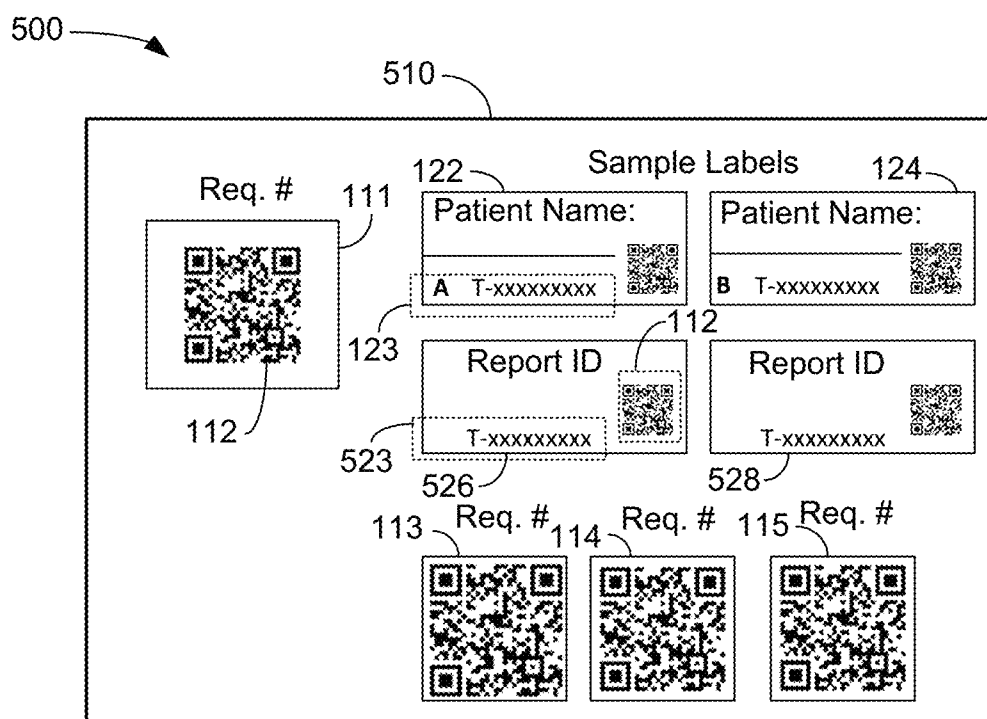 500
510
Sample Labels
Req. #
111
122
124
Patient Name:
Patient Name:
A T-xxxxxxxxx
B T-xxxxxxxxx
123
112
112
Report ID
Report ID
T-xxxxxxxxx
T-xxxxxxxxx
523
526
528
113
Req. #
114
Req. #
115
Req. #